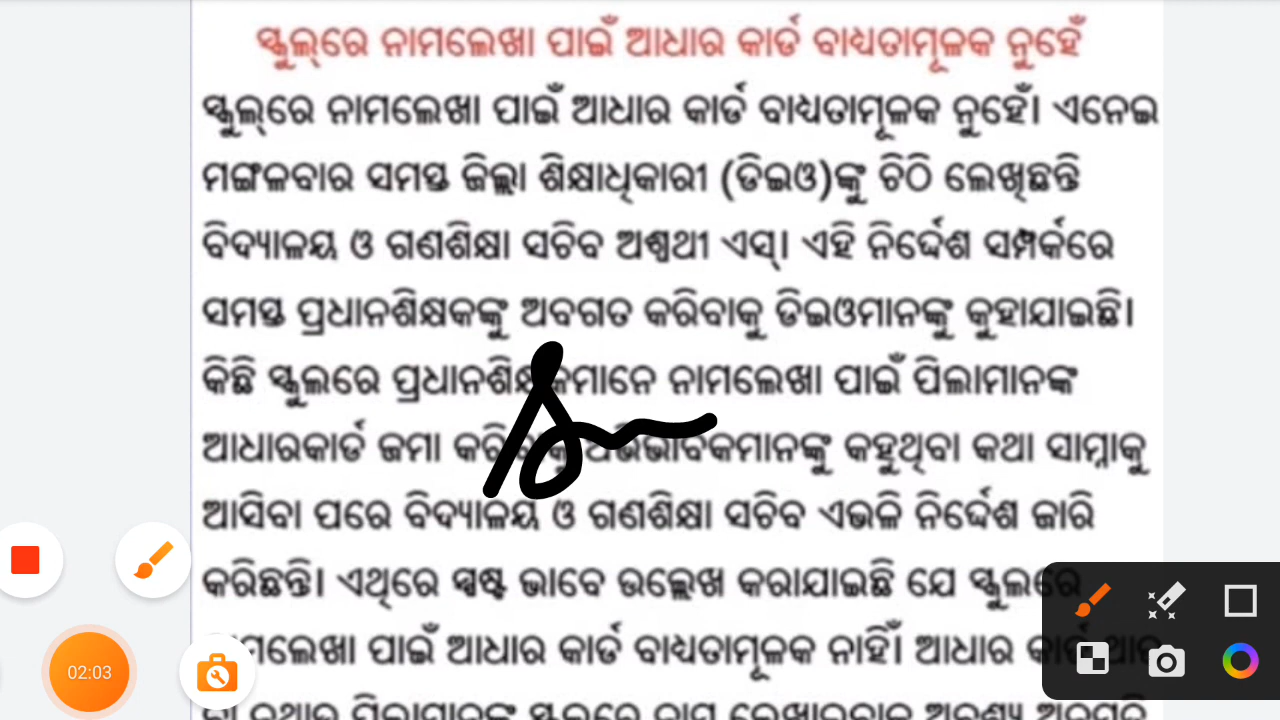 ସ୍କୁଲ୍‌ରେ ନାମଲେଖା ପାଇଁ ଆଧାର କାର୍ଡ ବାଧ୍ୟତାମୂଳକ ନୁହେଁ
ସ୍କୁଲ୍‌ରେ ନାମଲେଖା ପାଇଁ ଆଧାର କାର୍ଡ ବାଧ୍ୟତାମୂଳକ ନୁହେଁ। ଏନେଇ
ମଙ୍ଗଳବାର ସମସ୍ତ ଜିଲ୍ଲା ଶିକ୍ଷାଧିକାରୀ (ଡିଇଓ)ଙ୍କୁ ଚିଠି ଲେଖିଛନ୍ତି
ବିଦ୍ୟାଳୟ ଓ ଗଣଶିକ୍ଷା ସଚିବ ଅଶ୍ୱଥୀ ଏସ୍। ଏହି ନିର୍ଦ୍ଦେଶ ସମ୍ପର୍କରେ
ସମସ୍ତ ପ୍ରଧାନଶିକ୍ଷକଙ୍କୁ ଅବଗତ କରିବାକୁ ଡିଇଓମାନଙ୍କୁ କୁହାଯାଇଛି।
କିଛି ସ୍କୁଲରେ ପ୍ରଧାନଶିକ୍ଷକମାନେ ନାମଲେଖା ପାଇଁ ପିଲାମାନଙ୍କ
ଆଧାରକାର୍ଡ ଜମା କରିବାକୁ ଅଭିଭାବକମାନଙ୍କୁ କହୁଥିବା କଥା ସାମ୍ନାକୁ
ଆସିବା ପରେ ବିଦ୍ୟାଳୟ ଓ ଗଣଶିକ୍ଷା ସଚିବ ଏଭଳି ନିର୍ଦ୍ଦେଶ ଜାରି
କରିଛନ୍ତି। ଏଥିରେ ସ୍ପଷ୍ଟ ଭାବେ ଉଲ୍ଲେଖ କରାଯାଇଛି ଯେ ସ୍କୁଲରେ
ନାମଲେଖା ପାଇଁ ଆଧାର କାର୍ଡ ବାଧ୍ୟତାମୂଳକ ନାହିଁ। ଆଧାର କାର୍ଡ ଥାଉ
02:03